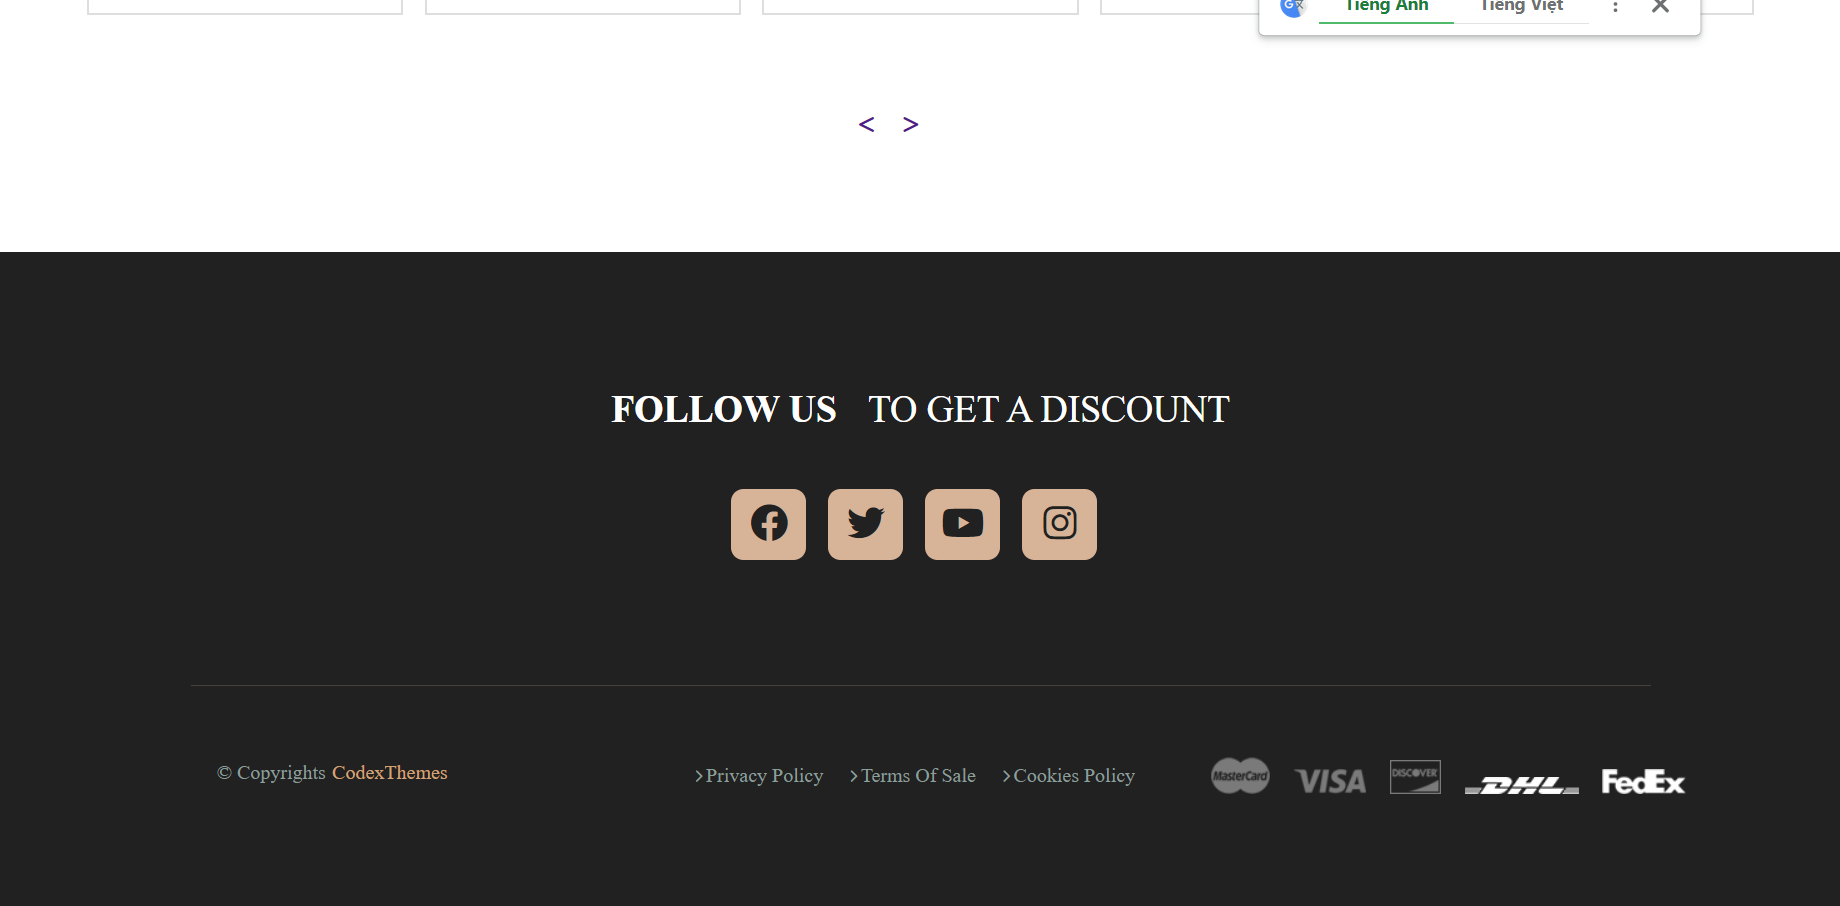 Tiếng Anh Tiếng Việt
< >
FOLLOW US TO GET A DISCOUNT
© Copyrights CodexThemes
Privacy Policy Terms Of Sale Cookies Policy
MasterCard VISA DISCOVER DHL FedEx